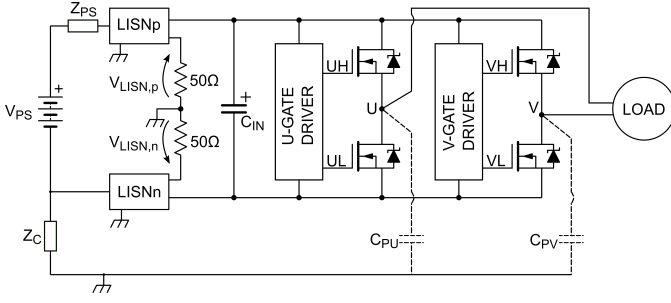 Z_PS
LISNp
V_PS
+
V_LISN,p
50Ω
V_LISN,n
50Ω
+
C_IN
U-GATE DRIVER
UH
U
UL
V-GATE DRIVER
VH
V
VL
LOAD
LISNn
Z_C
C_PU
C_PV